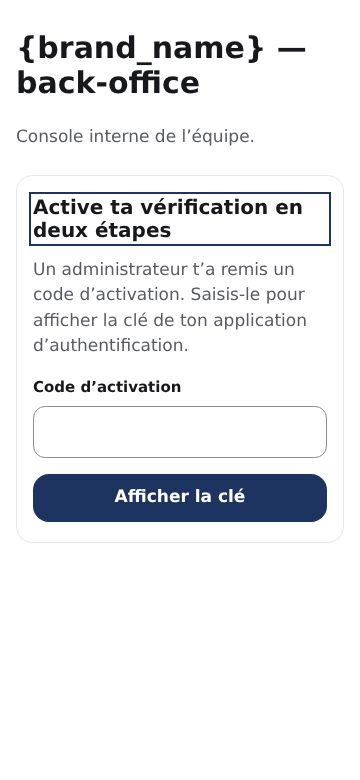 {brand_name} —
back-office
Console interne de l’équipe.
Active ta vérification en
deux étapes
Un administrateur t’a remis un
code d’activation. Saisis-le pour
afficher la clé de ton application
d’authentification.
Code d’activation
Afficher la clé